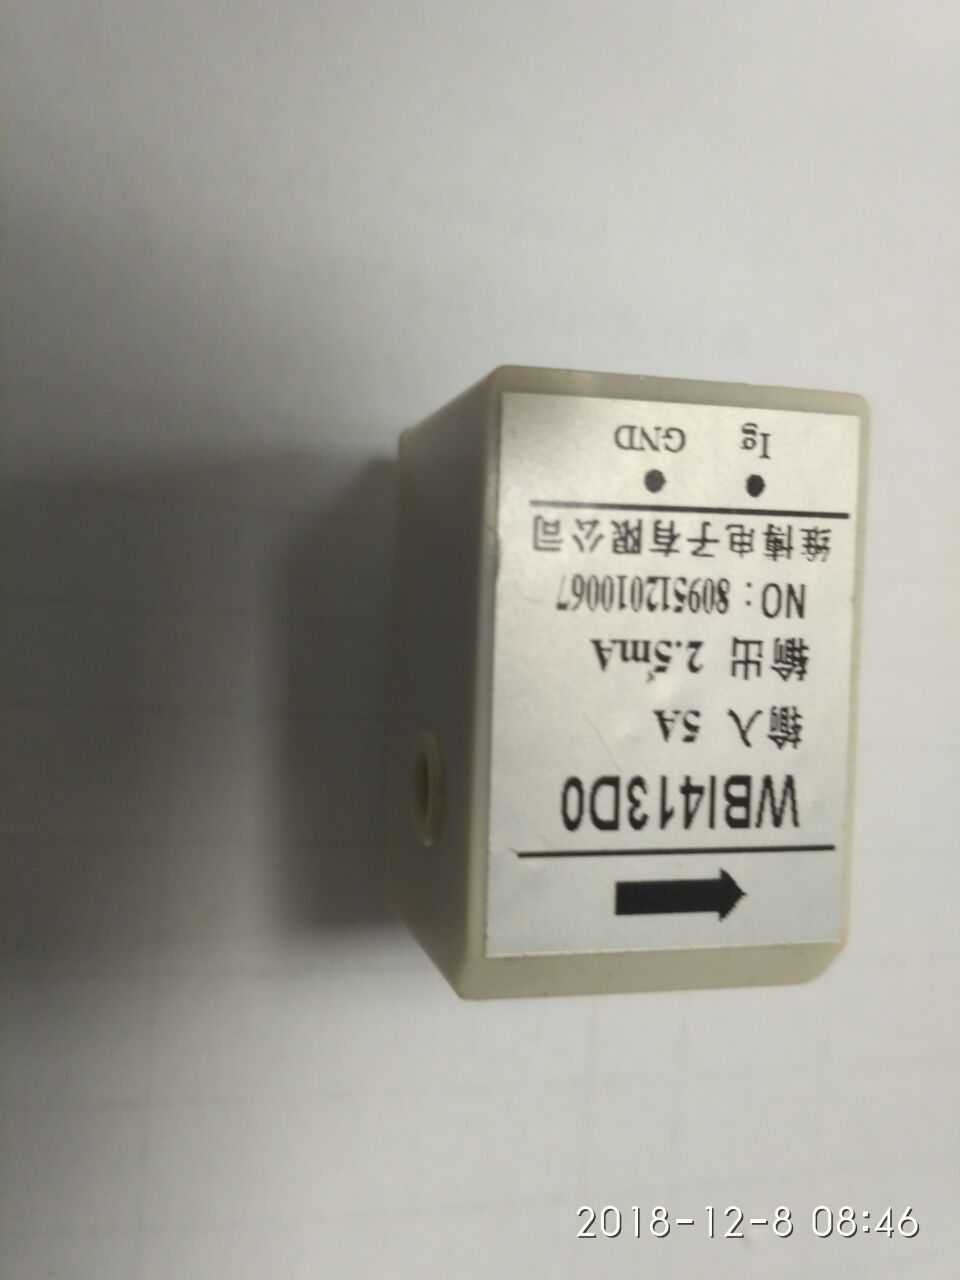 WBI413D0
输入 5A
输出 2.5mA
NO：809512010067
维博电子有限公司
Ig GND
2018-12-8 08:46